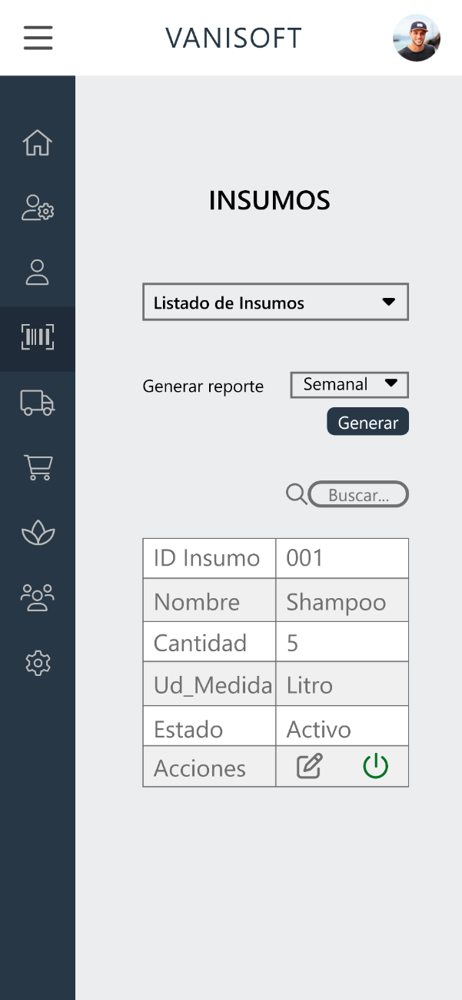 VANISOFT
INSUMOS
Listado de Insumos
Generar reporte Semanal
Generar
Buscar...
ID Insumo 001
Nombre Shampoo
Cantidad 5
Ud_Medida Litro
Estado Activo
Acciones